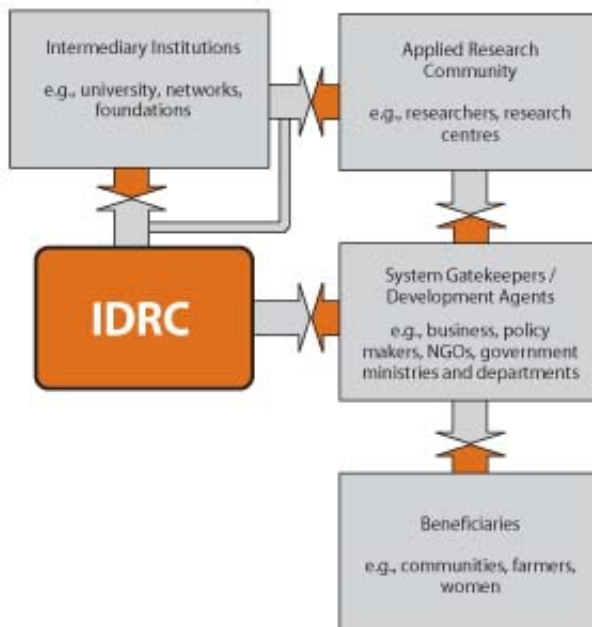 Intermediary Institutions
e.g., university, networks,
foundations
Applied Research
Community
e.g., researchers, research
centres
IDRC
System Gatekeepers /
Development Agents
e.g., business, policy
makers, NGOs, government
ministries and departments
Beneficiaries
e.g., communities, farmers,
women